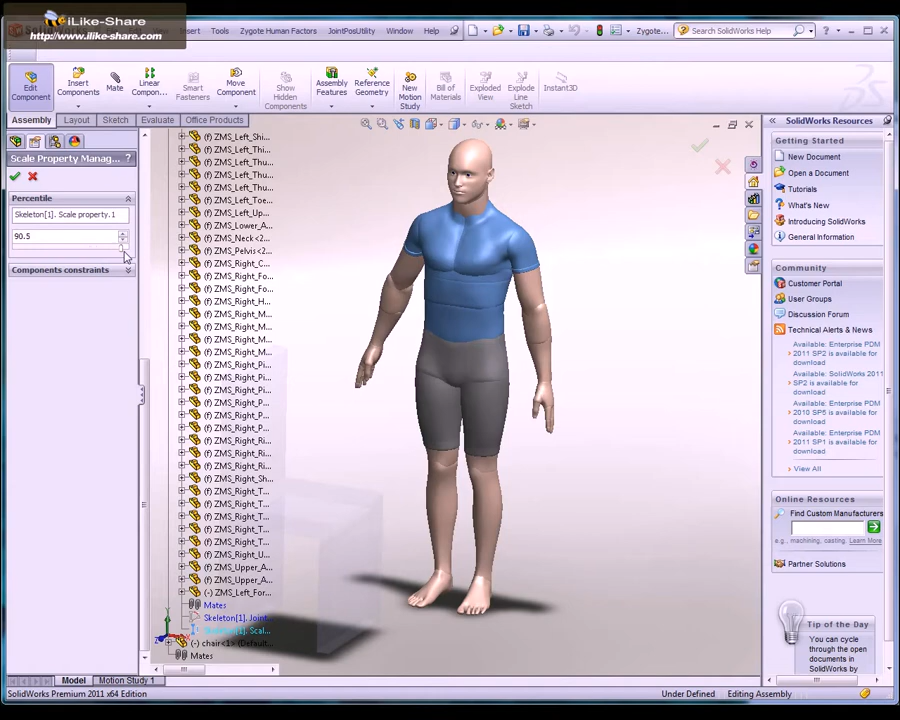 iLike-Share
http://www.ilike-share.com
Insert Tools Zygote Human Factors JointPosUtility Window Help
Zygote... Search SolidWorks Help
Edit Component
Insert Components
Mate
Linear Compon...
Smart Fasteners
Move Component
Show Hidden Components
Assembly Features
Reference Geometry
New Motion Study
Bill of Materials
Exploded View
Explode Line Sketch
Instant3D
Assembly Layout Sketch Evaluate Office Products
Scale Property Manag... ?
Percentile
Skeleton[1]. Scale property.1
90.5
Components constraints
(f) ZMS_Left_Shi...
(f) ZMS_Left_Thi...
(f) ZMS_Left_Thu...
(f) ZMS_Left_Thu...
(f) ZMS_Left_Thu...
(f) ZMS_Left_Toe...
(f) ZMS_Left_Up...
(f) ZMS_Lower_A...
(f) ZMS_Neck<2...
(f) ZMS_Pelvis<2...
(f) ZMS_Right_C...
(f) ZMS_Right_Fo...
(f) ZMS_Right_Fo...
(f) ZMS_Right_H...
(f) ZMS_Right_M...
(f) ZMS_Right_M...
(f) ZMS_Right_M...
(f) ZMS_Right_Pi...
(f) ZMS_Right_Pi...
(f) ZMS_Right_Pi...
(f) ZMS_Right_P...
(f) ZMS_Right_P...
(f) ZMS_Right_Ri...
(f) ZMS_Right_Ri...
(f) ZMS_Right_Ri...
(f) ZMS_Right_Sh...
(f) ZMS_Right_T...
(f) ZMS_Right_T...
(f) ZMS_Right_T...
(f) ZMS_Right_T...
(f) ZMS_Right_U...
(f) ZMS_Upper_A...
(f) ZMS_Upper_A...
(-) ZMS_Left_For...
Mates
Skeleton[1]. Joint...
Skeleton[1]. Scal...
(-) chair<1> (Default...
Mates
SolidWorks Resources
Getting Started
New Document
Open a Document
Tutorials
What's New
Introducing SolidWorks
General Information
Community
Customer Portal
User Groups
Discussion Forum
Technical Alerts & News
Available: Enterprise PDM
2011 SP2 is available for
download
Available: SolidWorks 2011
SP2 is available for
download
Available: Enterprise PDM
2010 SP6 is available for
download
Available: Enterprise PDM
2011 SP1 is available for
download
View All
Online Resources
Find Custom Manufacturers
e.g., machining, casting. Learn More
Partner Solutions
Tip of the Day
You can cycle
through the open
documents in
SolidWorks by
Model Motion Study 1
SolidWorks Premium 2011 x64 Edition
Under Defined Editing Assembly